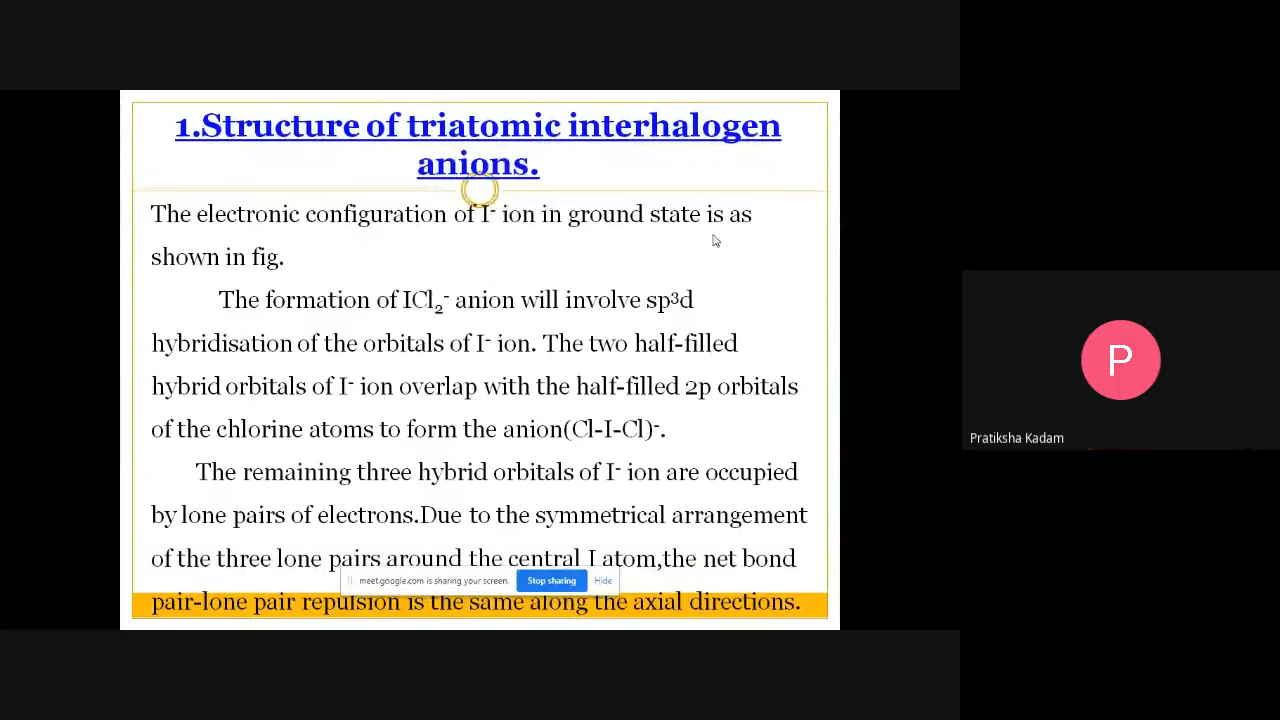 1.Structure of triatomic interhalogen
anions.
The electronic configuration of I⁻ ion in ground state is as
shown in fig.
The formation of ICl₂⁻ anion will involve sp³d
hybridisation of the orbitals of I⁻ ion. The two half-filled
hybrid orbitals of I⁻ ion overlap with the half-filled 2p orbitals
of the chlorine atoms to form the anion(Cl-I-Cl)⁻.
The remaining three hybrid orbitals of I⁻ ion are occupied
by lone pairs of electrons.Due to the symmetrical arrangement
of the three lone pairs around the central I atom,the net bond
pair-lone pair repulsion is the same along the axial directions.
meet.google.com is sharing your screen. Stop sharing Hide
P
Pratiksha Kadam